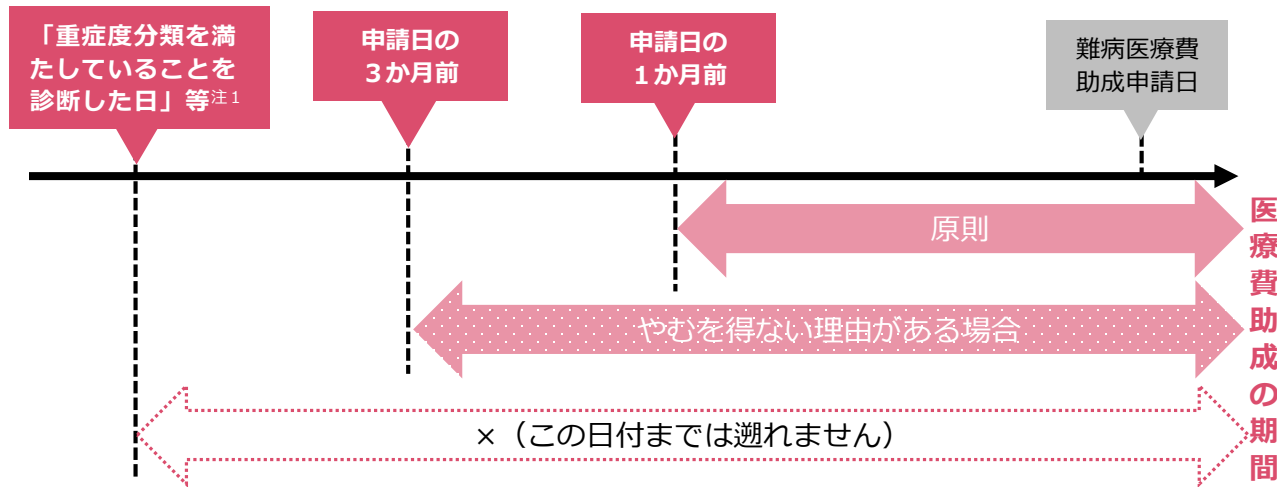 「重症度分類を満
たしていることを
診断した日」等注1
申請日の
3か月前
申請日の
1か月前
難病医療費
助成申請日
原則
やむを得ない理由がある場合
×（この日付までは遡れません）
医療費助成の期間